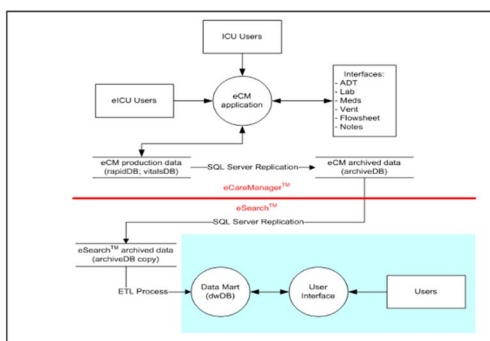 ICU Users
eICU Users
eCM
application
Interfaces:
- ADT
- Lab
- Meds
- Vent
- Flowsheet
- Notes
eCM production data
(rapidDB; vitalsDB)
SQL Server Replication
eCM archived data
(archiveDB)
eCareManager™
eSearch™
SQL Server Replication
eSearch™ archived data
(archiveDB copy)
ETL Process
Data Mart
(dwDB)
User
Interface
Users